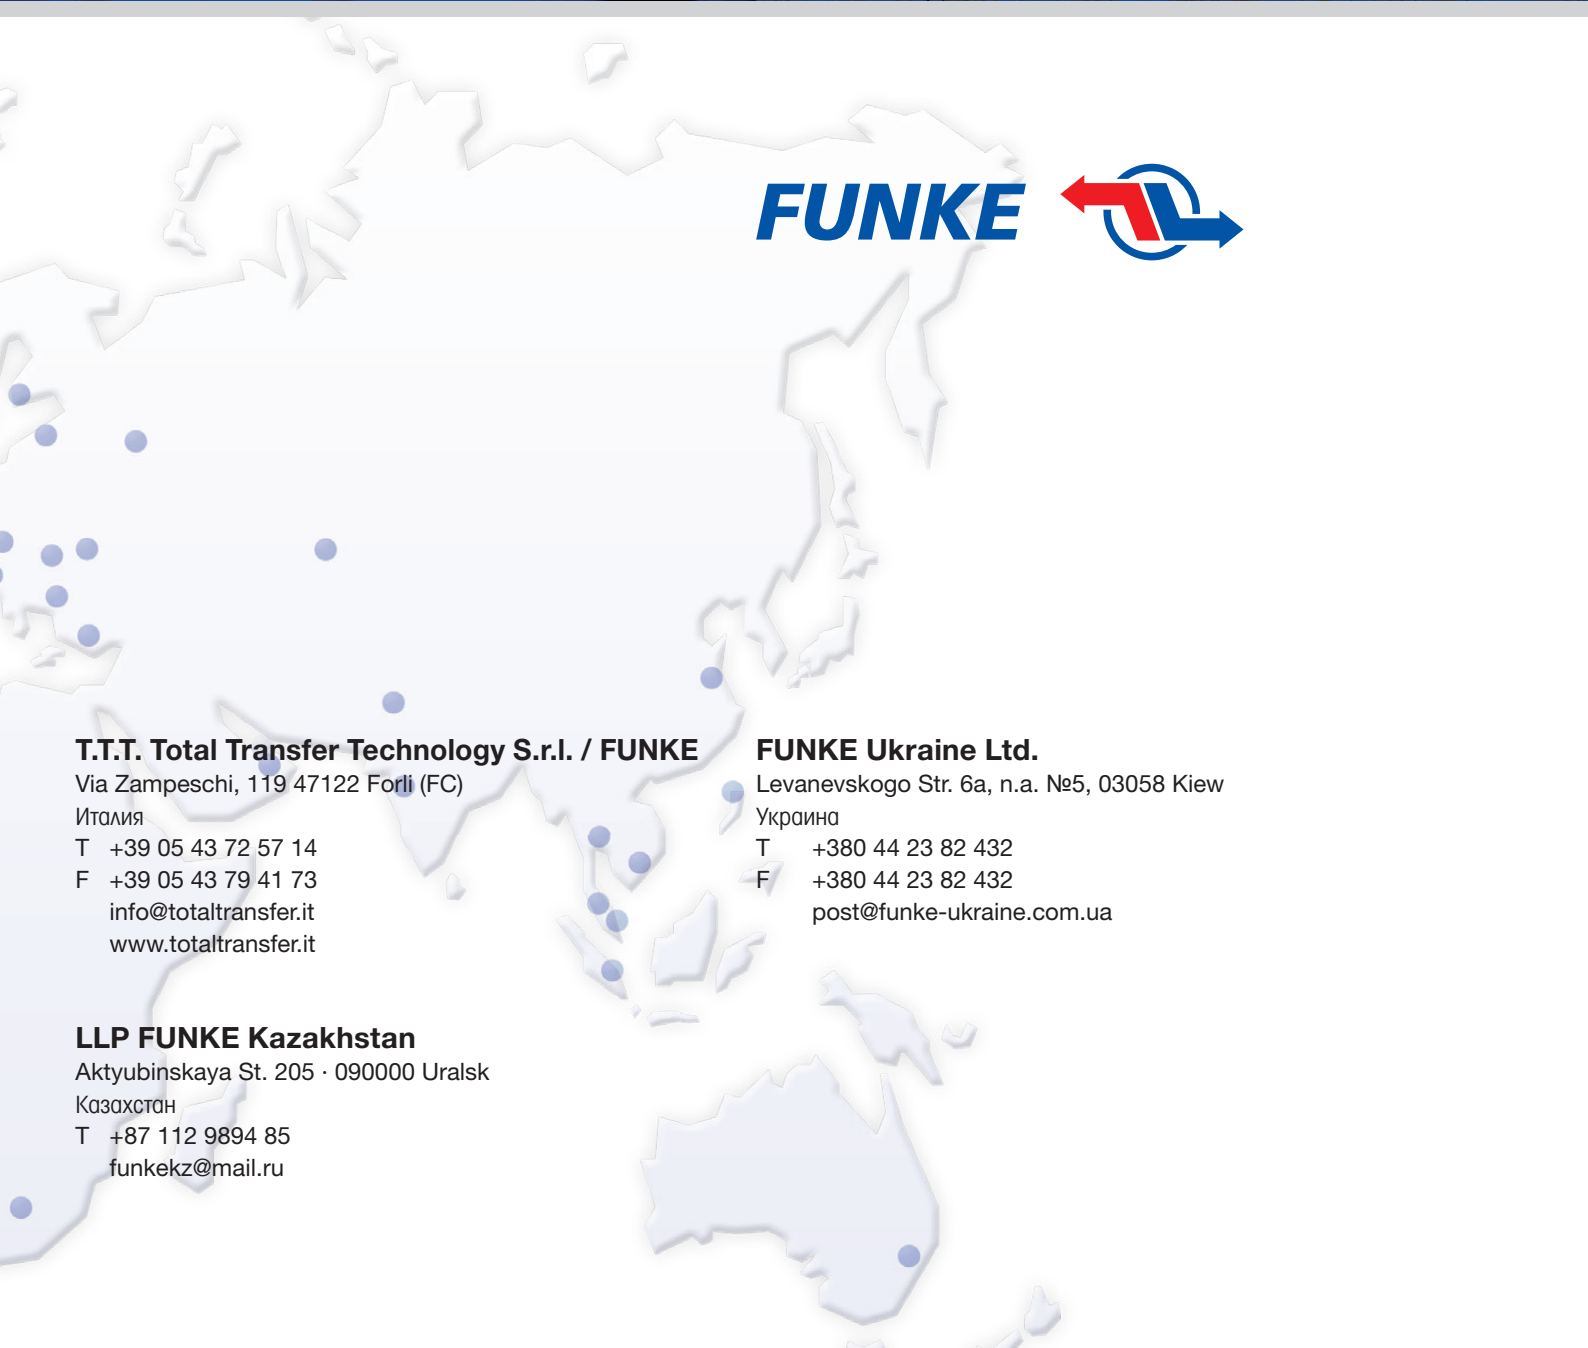 FUNKE
T.T.T. Total Transfer Technology S.r.l. / FUNKE
Via Zampeschi, 119 47122 Forli (FC)
Италия
T +39 05 43 72 57 14
F +39 05 43 79 41 73
info@totaltransfer.it
www.totaltransfer.it
FUNKE Ukraine Ltd.
Levanevskogo Str. 6a, n.a. №5, 03058 Kiew
Украина
T +380 44 23 82 432
F +380 44 23 82 432
post@funke-ukraine.com.ua
LLP FUNKE Kazakhstan
Aktyubinskaya St. 205 · 090000 Uralsk
Казахстан
T +87 112 9894 85
funkekz@mail.ru